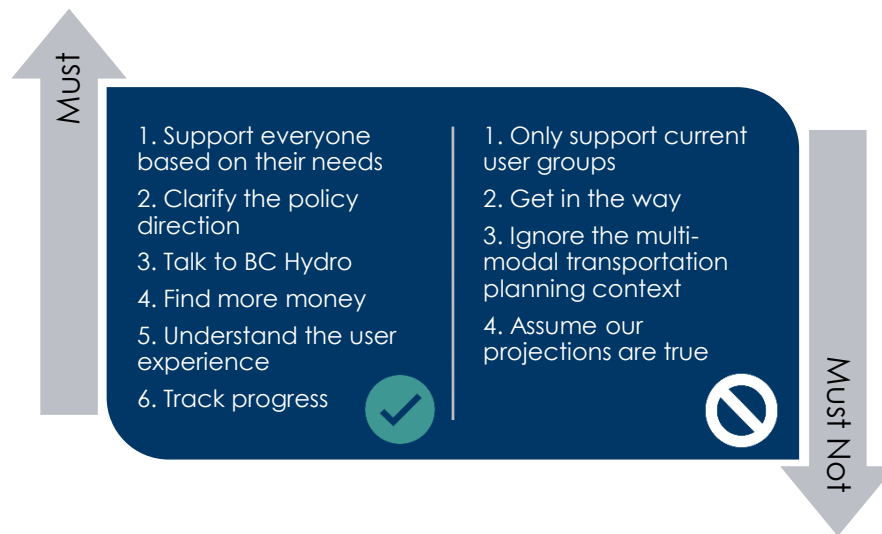 Must
1. Support everyone
based on their needs
2. Clarify the policy
direction
3. Talk to BC Hydro
4. Find more money
5. Understand the user
experience
6. Track progress
1. Only support current
user groups
2. Get in the way
3. Ignore the multi-
modal transportation
planning context
4. Assume our
projections are true
Must Not